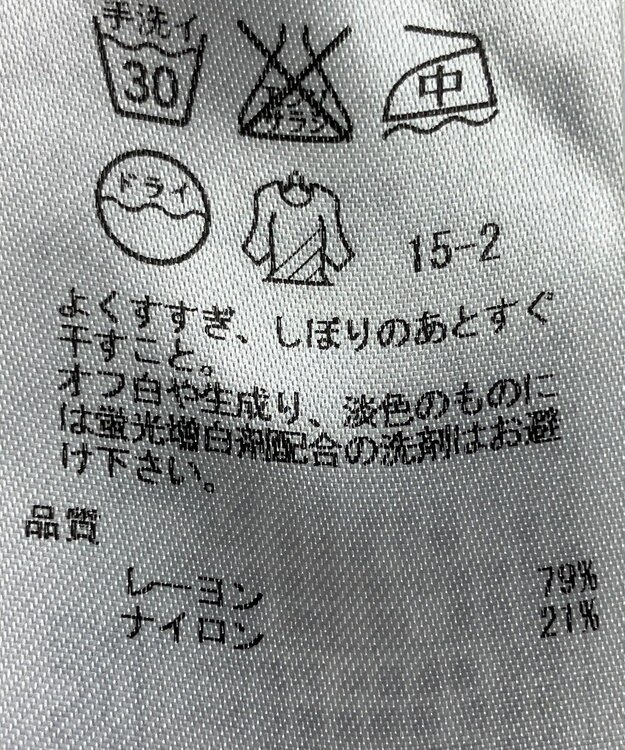 手洗イ
30
エンソ
サラシ
中
ドライ
15-2
よくすすぎ、しぼりのあとすぐ
干すこと。
オフ白や生成り、淡色のものに
は蛍光増白剤配合の洗剤はお避
け下さい。
品質
レーヨン 79%
ナイロン 21%